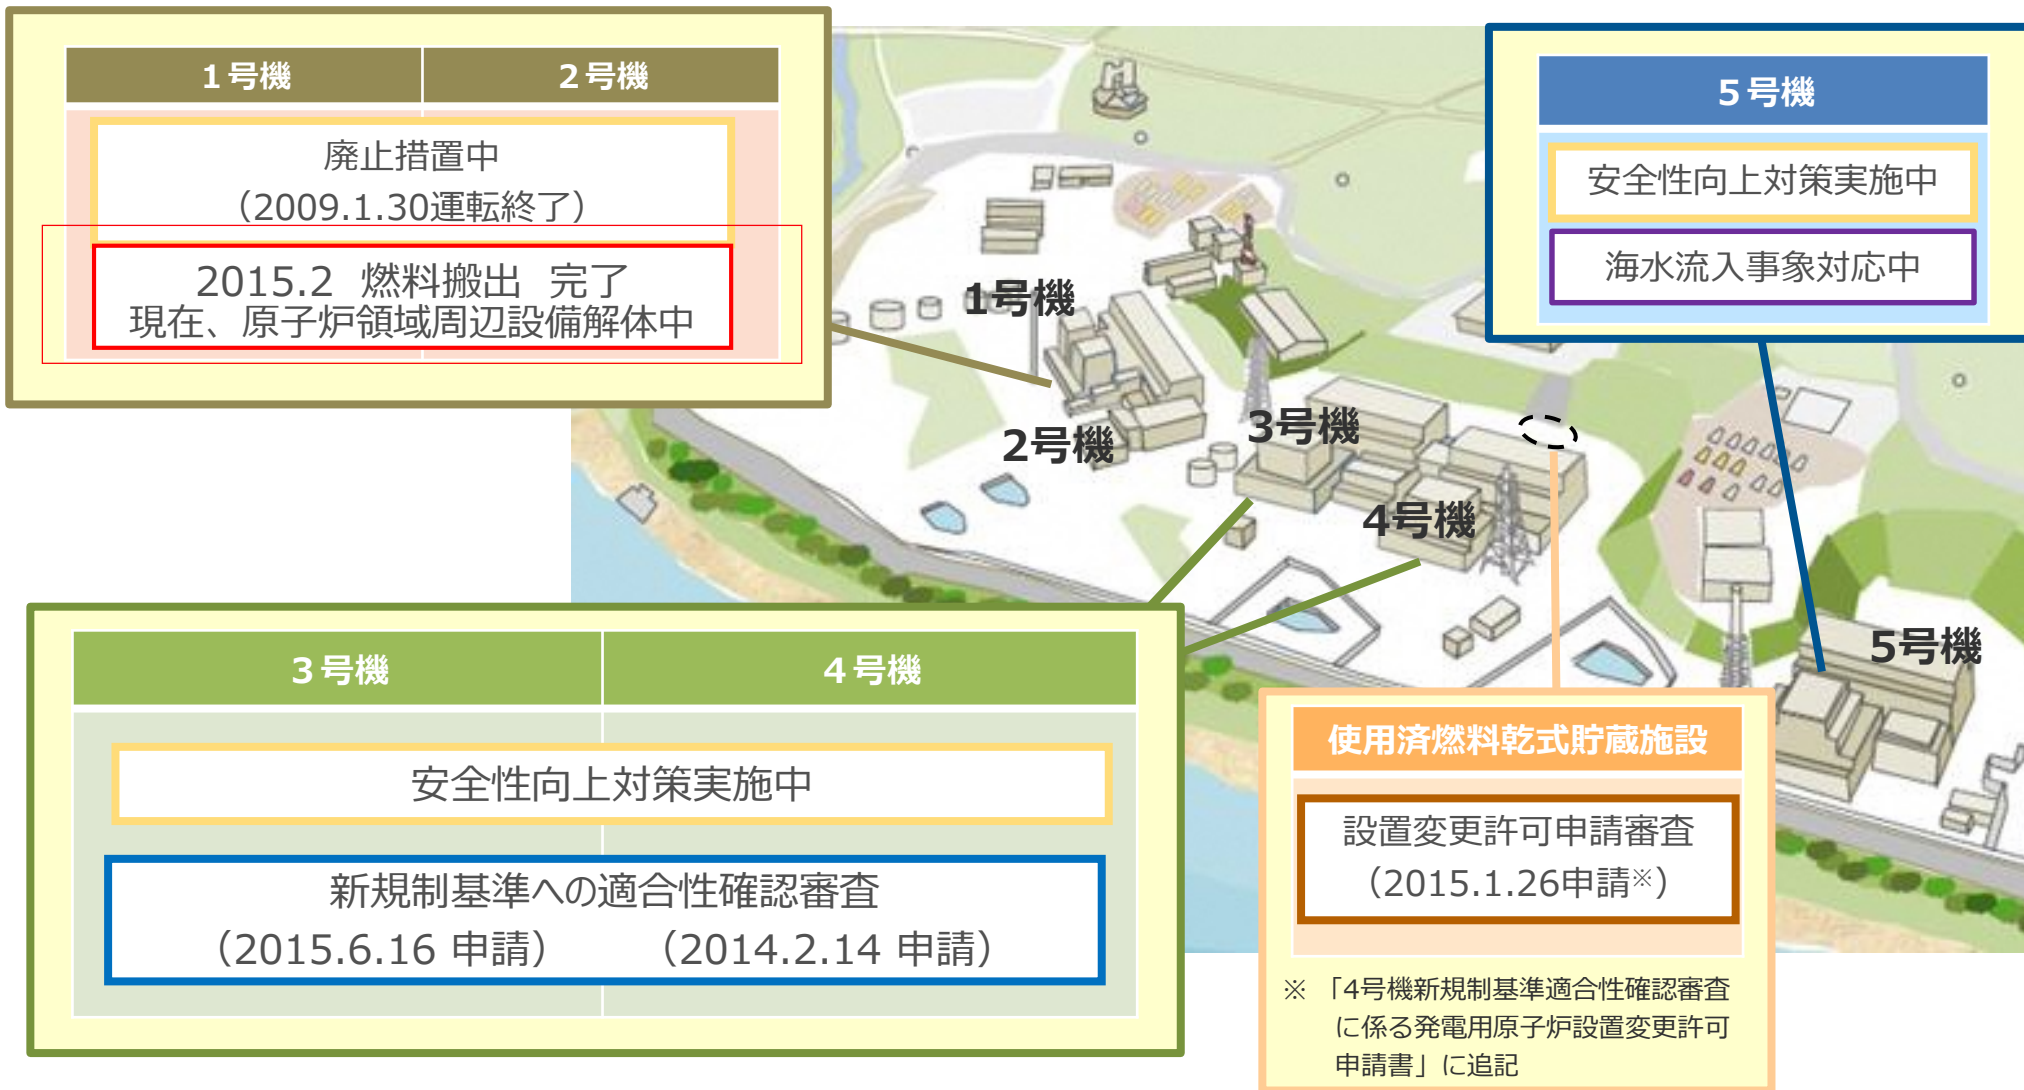 １号機
２号機
廃止措置中
（2009.1.30運転終了）
2015.2 燃料搬出 完了
現在、原子炉領域周辺設備解体中
５号機
安全性向上対策実施中
海水流入事象対応中
1号機
2号機
3号機
4号機
5号機
３号機
４号機
安全性向上対策実施中
新規制基準への適合性確認審査
（2015.6.16 申請）
（2014.2.14 申請）
使用済燃料乾式貯蔵施設
設置変更許可申請審査
（2015.1.26申請※）
※ 「4号機新規制基準適合性確認審査
に係る発電用原子炉設置変更許可
申請書」に追記